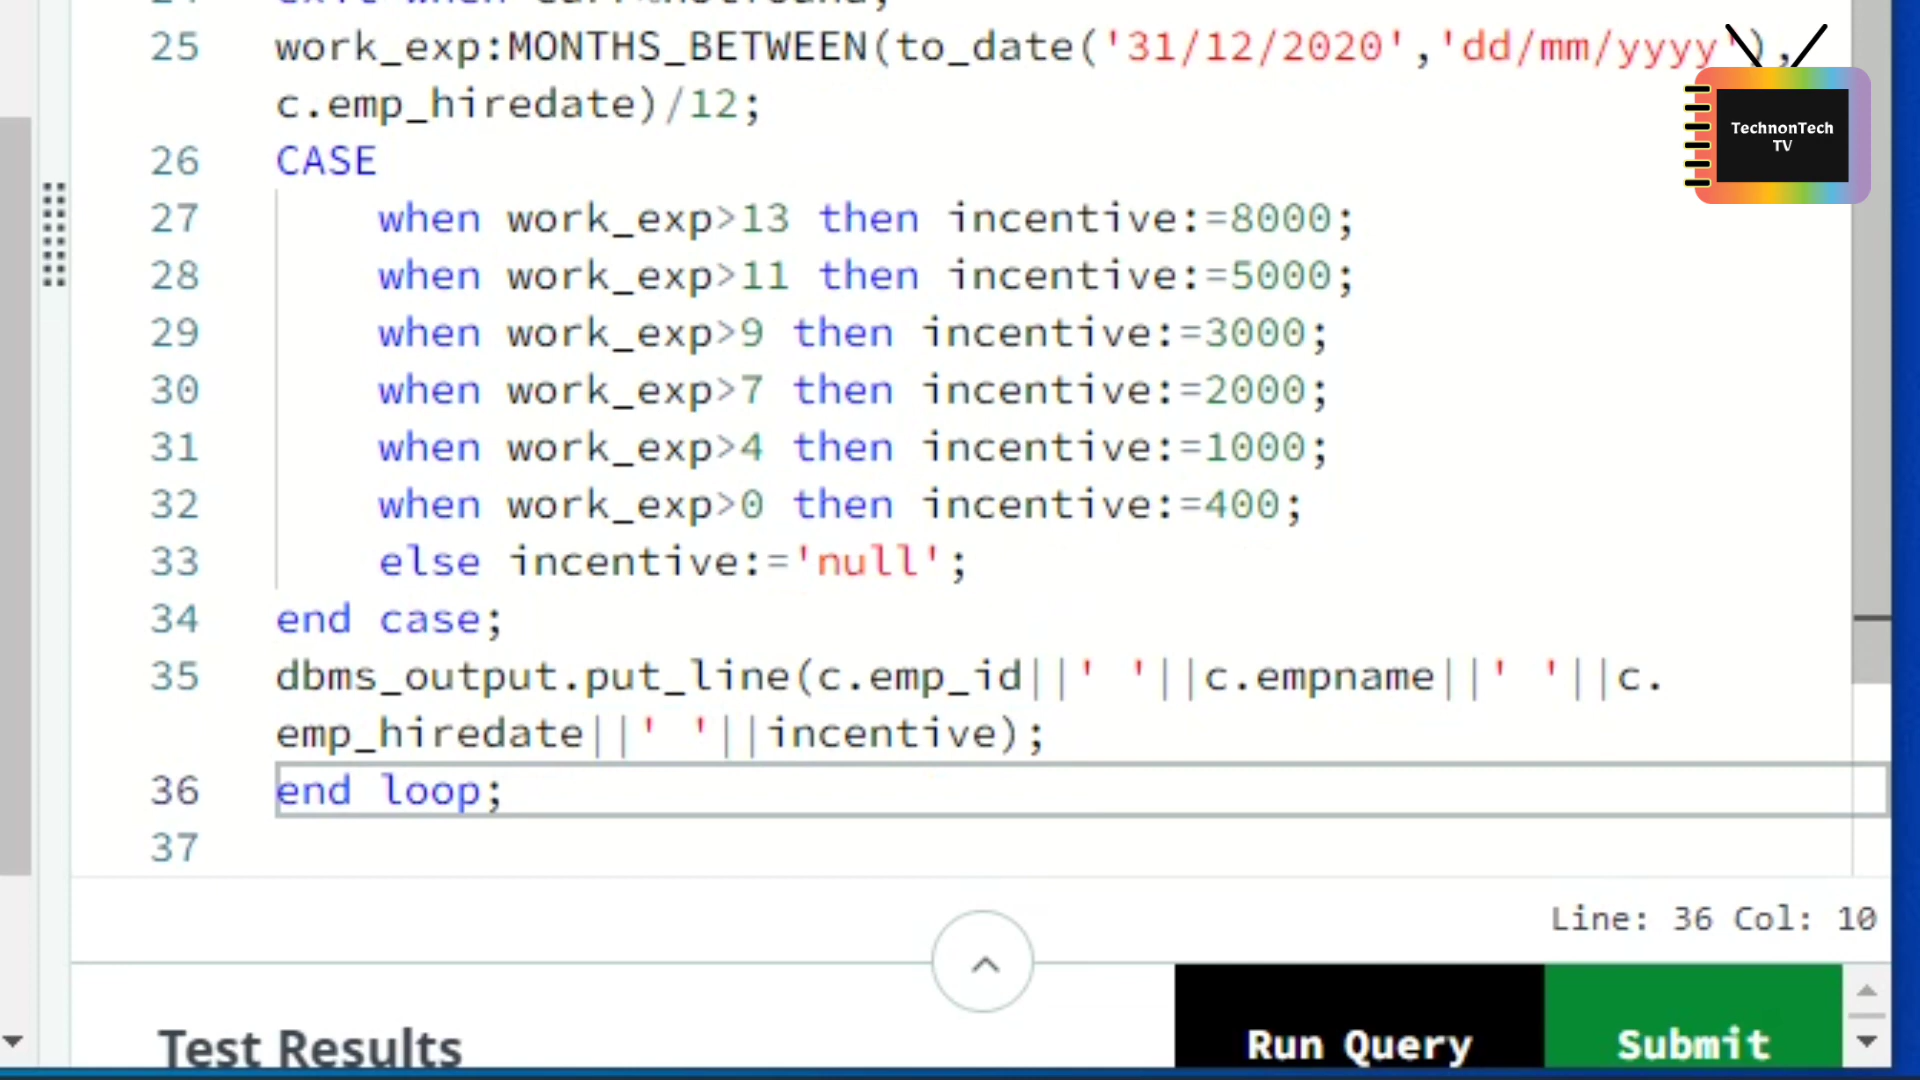 25 work_exp:MONTHS_BETWEEN(to_date('31/12/2020','dd/mm/yyyy'),
c.emp_hiredate)/12;
26 CASE
27 when work_exp>13 then incentive:=8000;
28 when work_exp>11 then incentive:=5000;
29 when work_exp>9 then incentive:=3000;
30 when work_exp>7 then incentive:=2000;
31 when work_exp>4 then incentive:=1000;
32 when work_exp>0 then incentive:=400;
33 else incentive:='null';
34 end case;
35 dbms_output.put_line(c.emp_id||' '||c.empname||' '||c.
emp_hiredate||' '||incentive);
36 end loop;
37
Line: 36 Col: 10
Test Results
Run Query
Submit
TechnonTech
TV